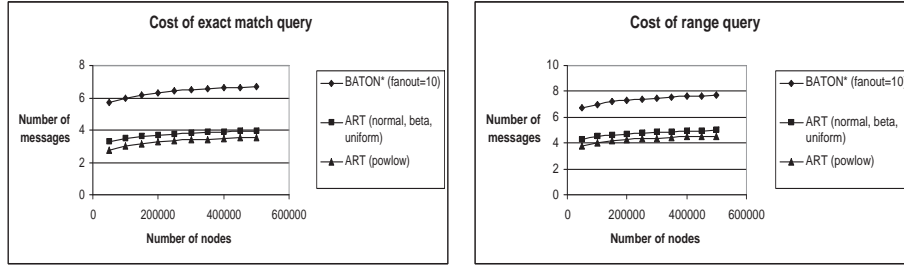 Cost of exact match query
8
6
4
2
0
Number of
messages
0 200000 400000 600000
Number of nodes
BATON* (fanout=10)
ART (normal, beta,
uniform)
ART (powlow)
Cost of range query
10
8
6
4
2
0
Number of
messages
0 200000 400000 600000
Number of nodes
BATON* (fanout=10)
ART (normal, beta,
uniform)
ART (powlow)